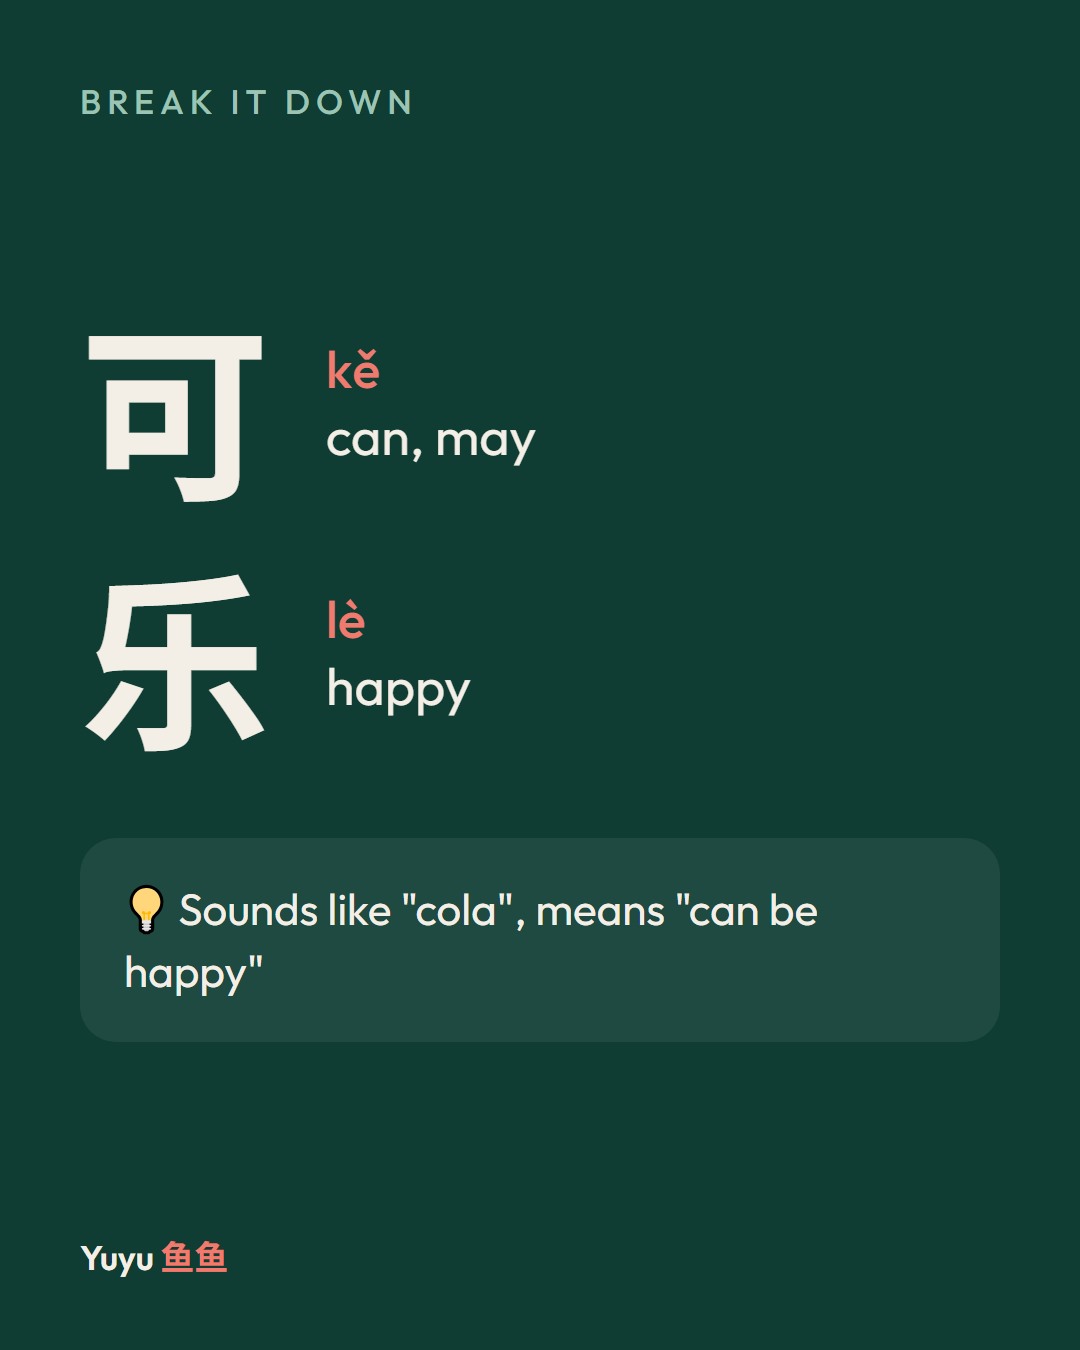 BREAK IT DOWN
可
kě
can, may
乐
lè
happy
💡 Sounds like "cola", means "can be
happy"
Yuyu 鱼鱼